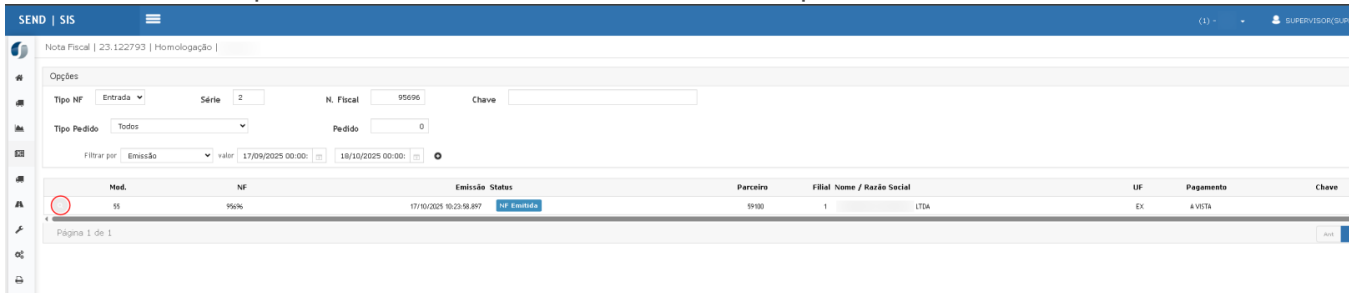 SEND | SIS (1) - SUPERVISOR(SUP
Nota Fiscal | 23.122793 | Homologação |
Opções
Tipo NF Entrada Série 2 N. Fiscal 95696 Chave
Tipo Pedido Todos Pedido 0
Filtrar por Emissão valor 17/09/2025 00:00: 18/10/2025 00:00:
Mod. NF Emissão Status Parceiro Filial Nome / Razão Social UF Pagamento Chave
55 95696 17/10/2025 10:23:58.897 NF Emitida 59100 1 LTDA EX A VISTA
Página 1 de 1 Ant